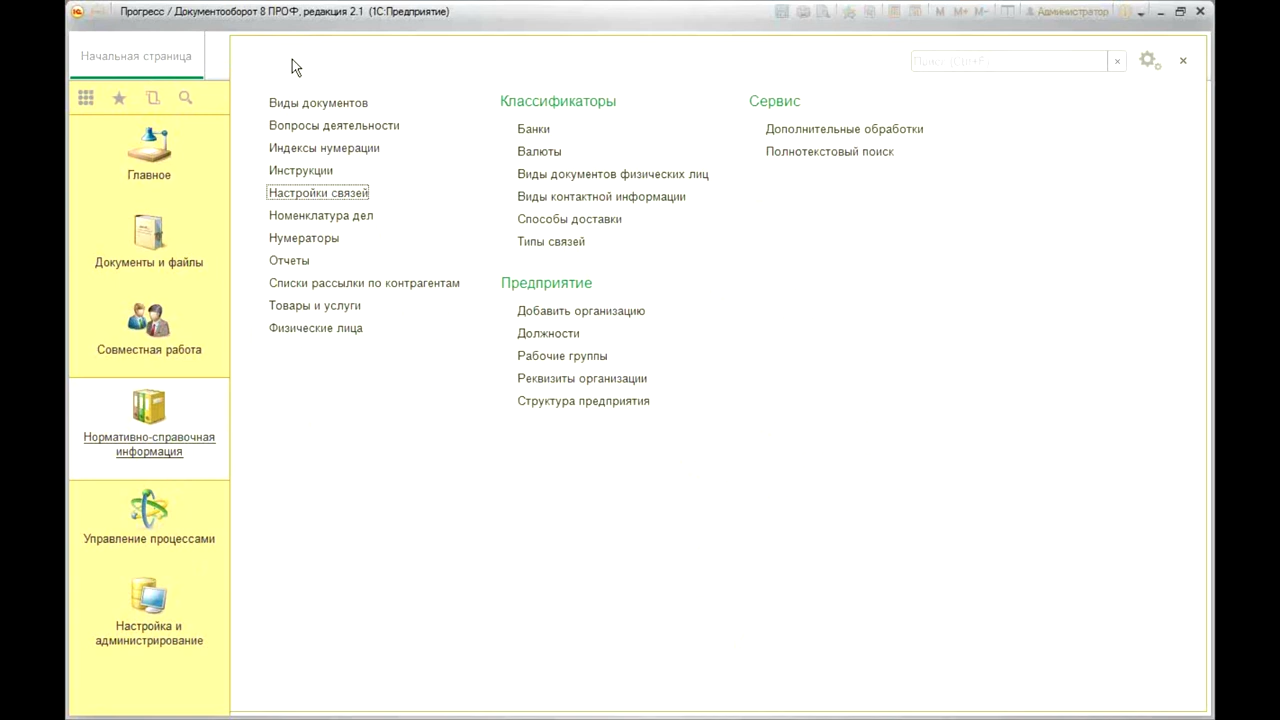 Прогресс / Документооборот 8 ПРОФ, редакция 2.1 (1С:Предприятие)
M M+ M-
Администратор
Начальная страница
Поиск (Ctrl+F)
Главное
Документы и файлы
Совместная работа
Нормативно-справочная
информация
Управление процессами
Настройка и
администрирование
Виды документов
Вопросы деятельности
Индексы нумерации
Инструкции
Настройки связей
Номенклатура дел
Нумераторы
Отчеты
Списки рассылки по контрагентам
Товары и услуги
Физические лица
Классификаторы
Банки
Валюты
Виды документов физических лиц
Виды контактной информации
Способы доставки
Типы связей
Предприятие
Добавить организацию
Должности
Рабочие группы
Реквизиты организации
Структура предприятия
Сервис
Дополнительные обработки
Полнотекстовый поиск